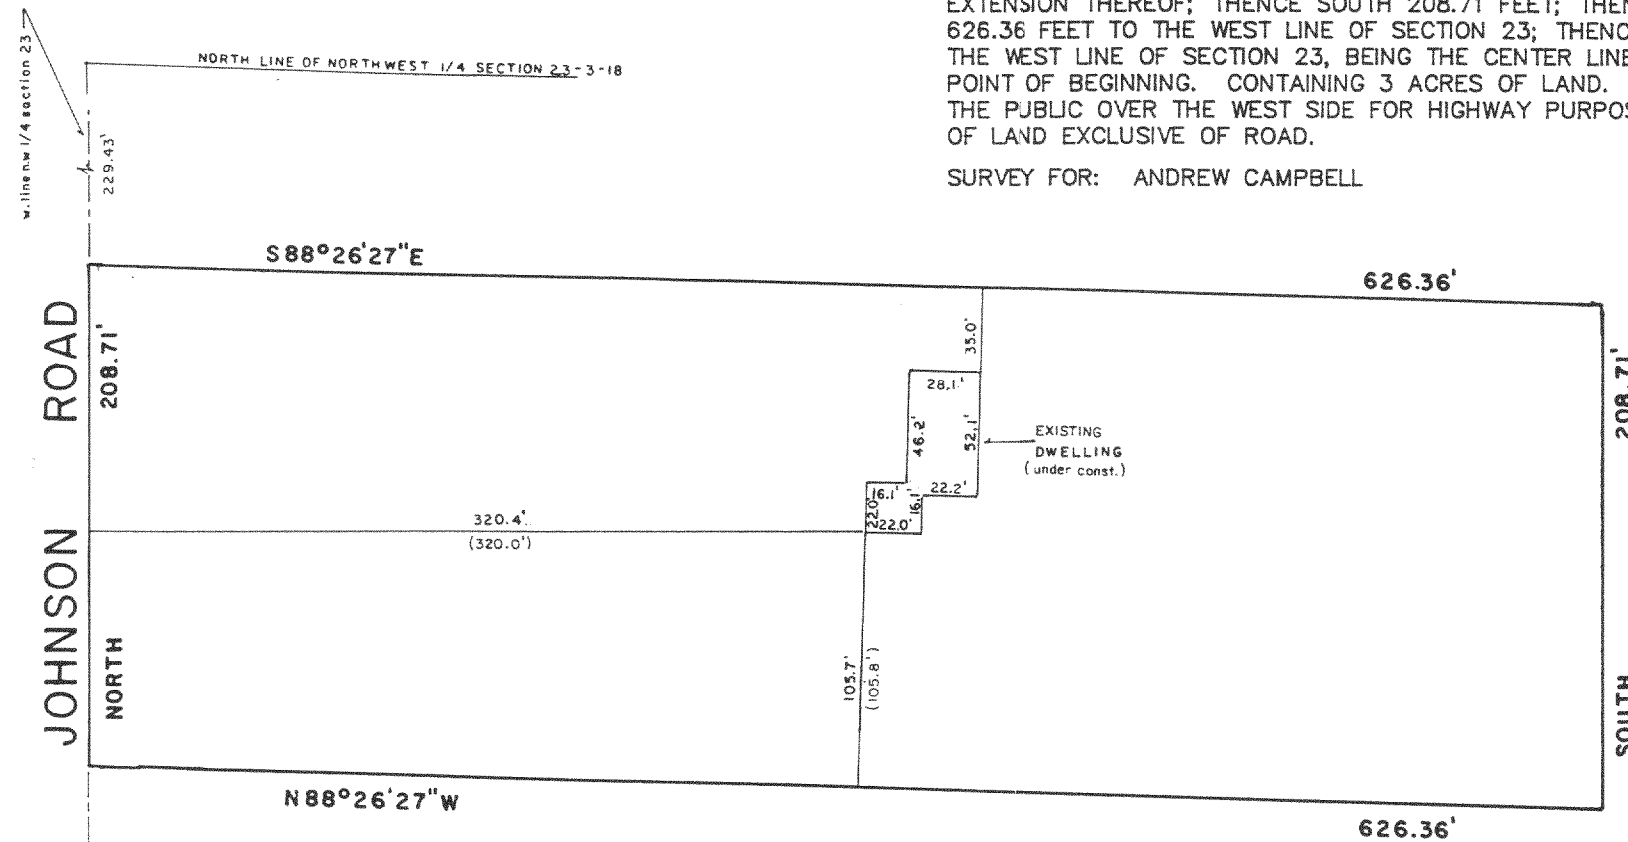 EXTENSION THEREOF; THENCE SOUTH 208.71 FEET;
626.36 FEET TO THE WEST LINE OF SECTION 23;
THE WEST LINE OF SECTION 23, BEING THE CENTER LINE
POINT OF BEGINNING. CONTAINING 3 ACRES OF LAND.
THE PUBLIC OVER THE WEST SIDE FOR HIGHWAY
OF LAND EXCLUSIVE OF ROAD.
SURVEY FOR: ANDREW CAMPBELL
w.line n.w 1/4 section 23
NORTH LINE OF NORTHWEST 1/4 SECTION 23-3-18
229.43'
S 88°26'27"E
626.36'
JOHNSON ROAD
208.71'
NORTH
35.0'
28.1'
46.2'
52.1'
EXISTING
DWELLING
(under const.)
16.1'
22.2'
22.0'
16.1'
22.0'
320.4'
(320.0')
105.7'
(105.8')
208.71'
SOUTH
N 88°26'27"W
626.36'